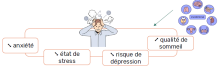 ✓ anxiété
✓ état de
stress
✓ risque de
dépression
✓ qualité de
sommeil